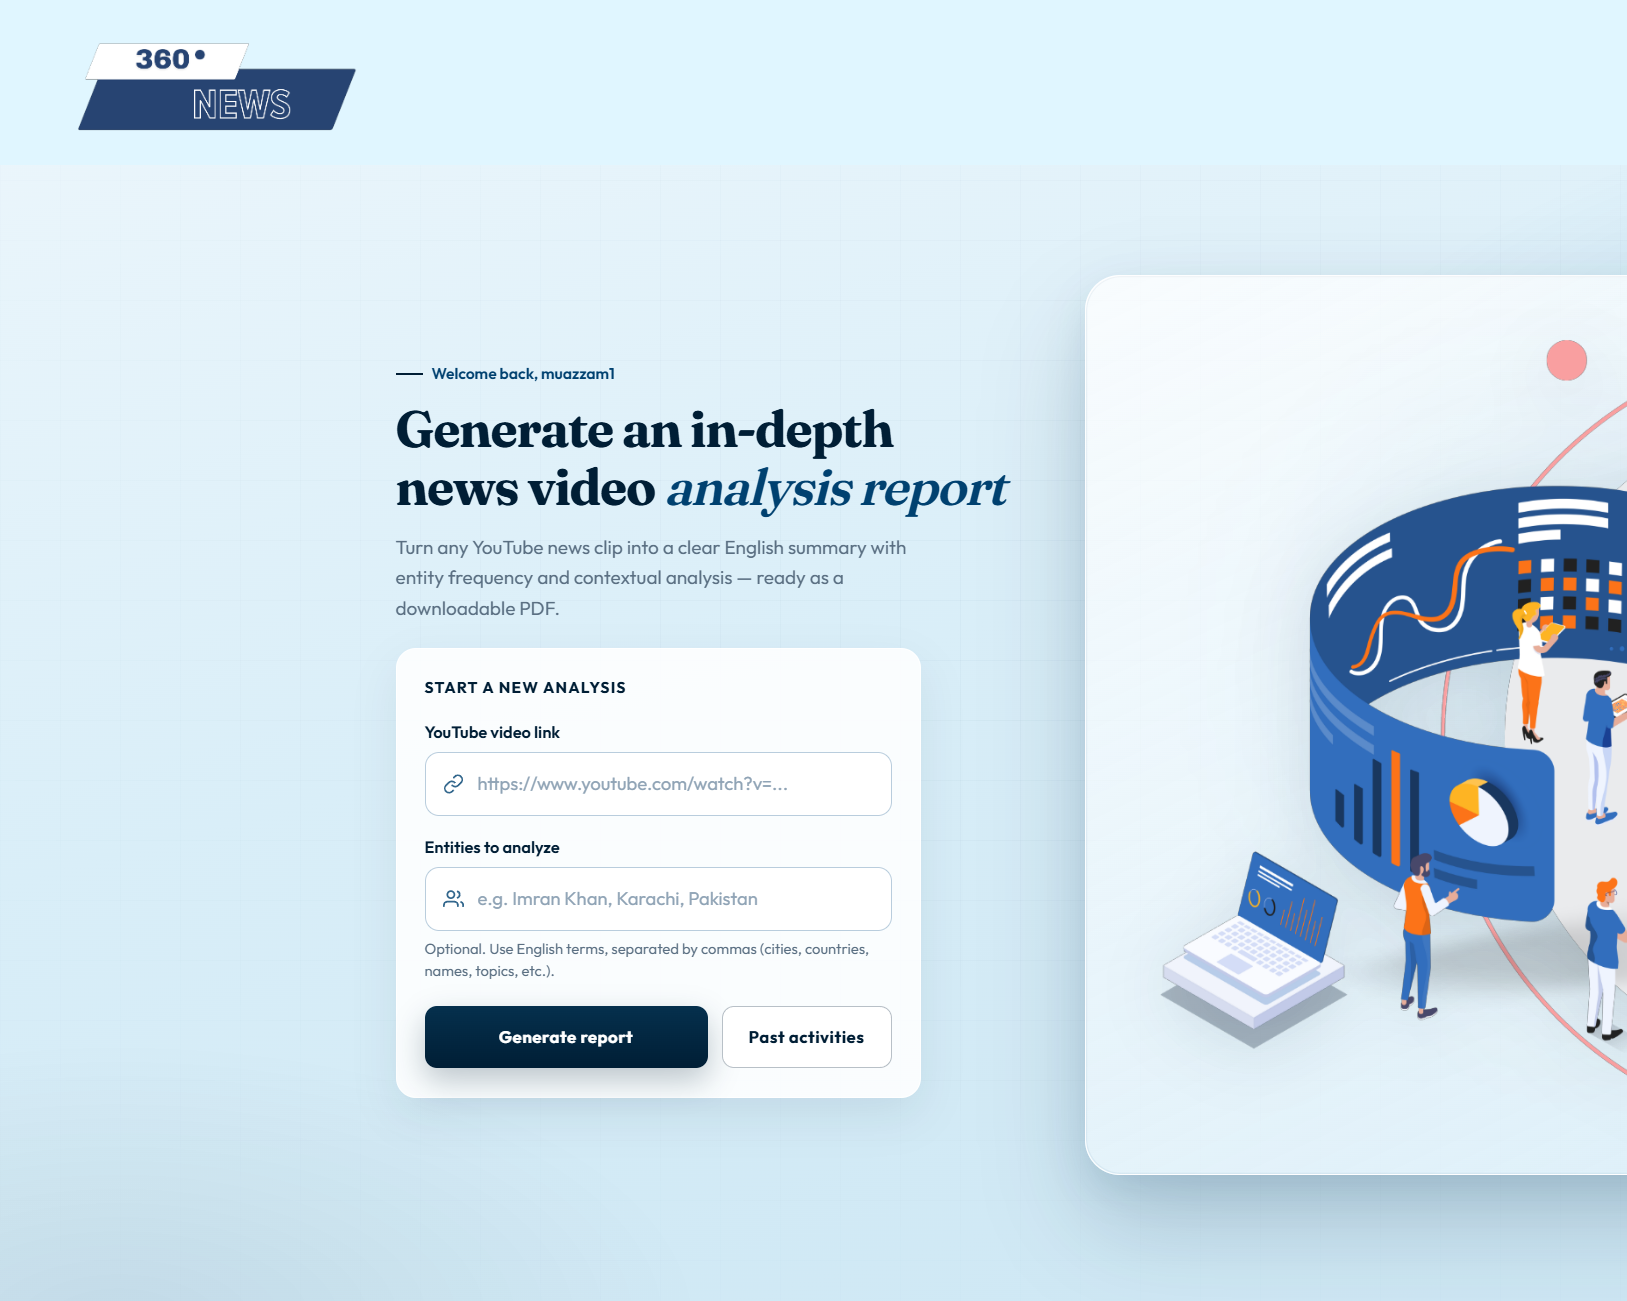 360°
NEWS
Welcome back, muazzam1
Generate an in-depth
news video analysis report
Turn any YouTube news clip into a clear English summary with
entity frequency and contextual analysis — ready as a
downloadable PDF.
START A NEW ANALYSIS
YouTube video link
https://www.youtube.com/watch?v=...
Entities to analyze
e.g. Imran Khan, Karachi, Pakistan
Optional. Use English terms, separated by commas (cities, countries,
names, topics, etc.).
Generate report
Past activities